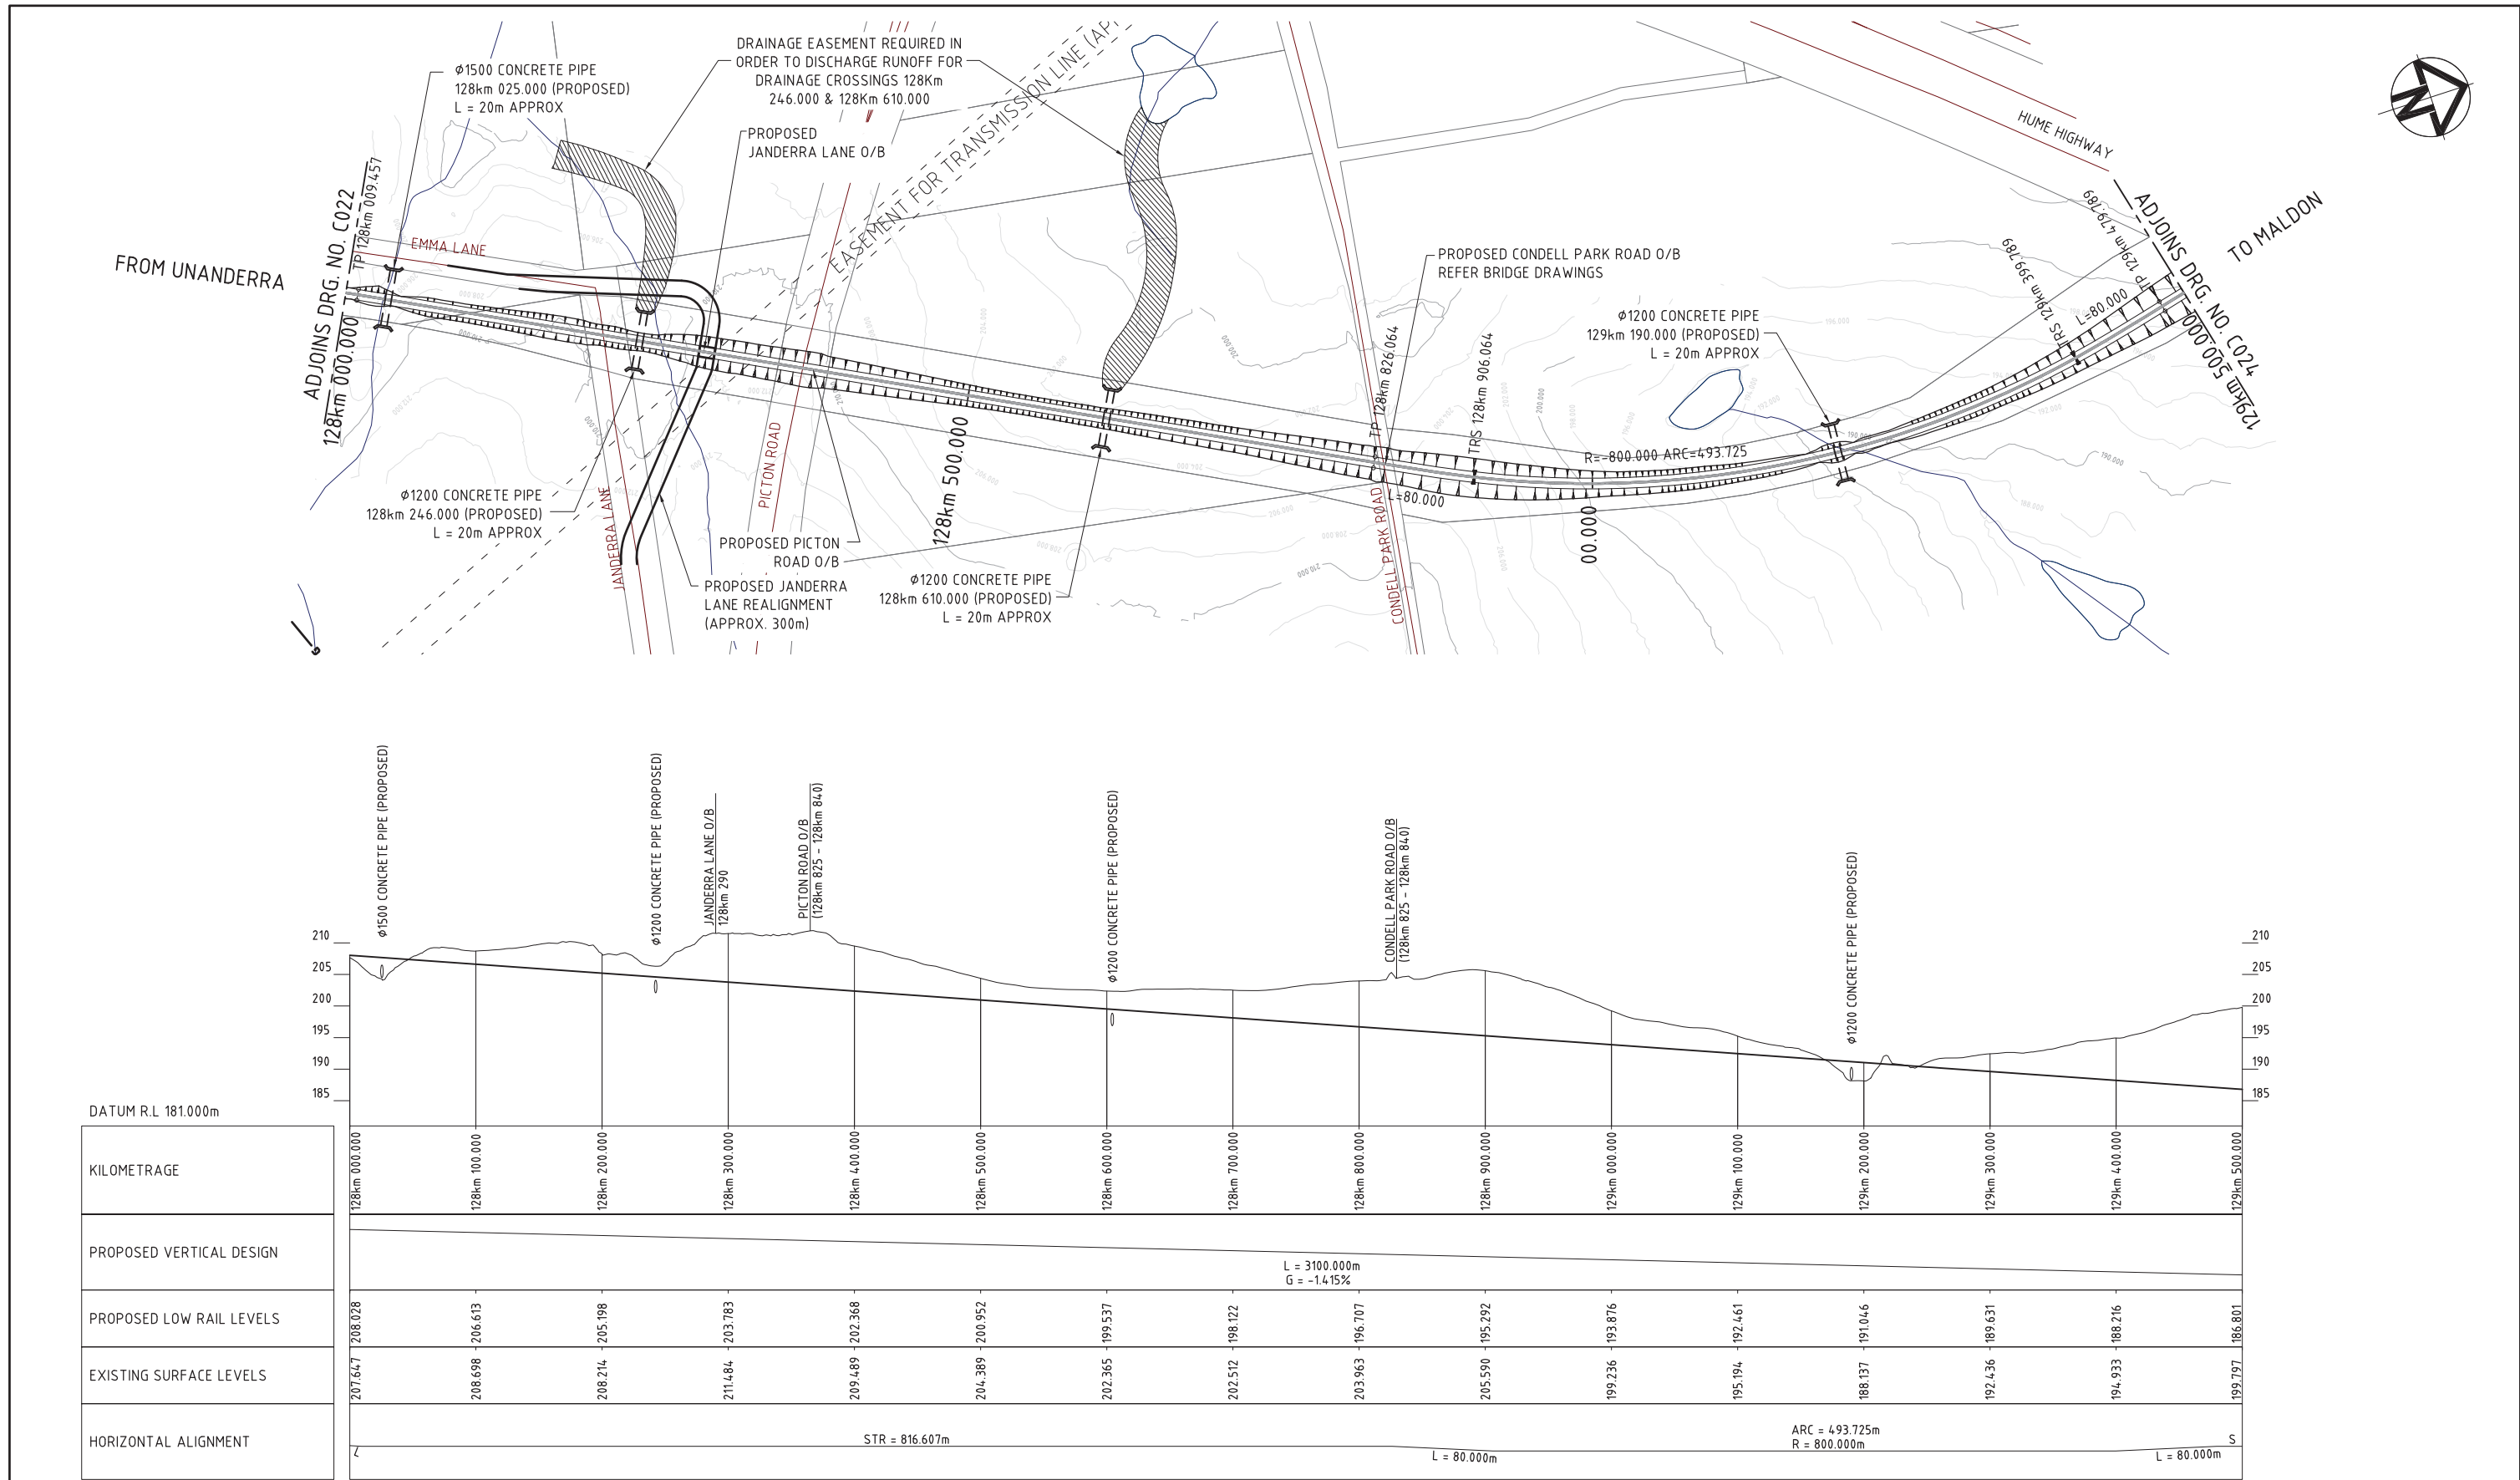 DRAINAGE EASEMENT REQUIRED IN
ORDER TO DISCHARGE RUNOFF FOR
DRAINAGE CROSSINGS 128Km
246.000 & 128Km 610.000
Ø1500 CONCRETE PIPE
128km 025.000 (PROPOSED)
L = 20m APPROX
PROPOSED
JANDERRA LANE O/B
EASEMENT FOR TRANSMISSION LINE
HUME HIGHWAY
N
FROM UNANDERRA
ADJOINS DRG. NO. C022
128km 000.000
TP 128km 009.457
EMMA LANE
PROPOSED CONDELL PARK ROAD O/B
REFER BRIDGE DRAWINGS
Ø1200 CONCRETE PIPE
129km 190.000 (PROPOSED)
L = 20m APPROX
TP 128km 826.064
TRS 128km 906.064
TRS 129km 399.789
TP 129km 479.789
ADJOINS DRG. NO. C024
129km 500.000
TO MALDON
L=80.000
R=-800.000 ARC=493.725
L=80.000
Ø1200 CONCRETE PIPE
128km 246.000 (PROPOSED)
L = 20m APPROX
JANDERRA LANE
PICTON ROAD
128km 500.000
CONDELL PARK ROAD
00.000
PROPOSED PICTON
ROAD O/B
PROPOSED JANDERRA
LANE REALIGNMENT
(APPROX. 300m)
Ø1200 CONCRETE PIPE
128km 610.000 (PROPOSED)
L = 20m APPROX
Ø1500 CONCRETE PIPE (PROPOSED)
Ø1200 CONCRETE PIPE (PROPOSED)
JANDERRA LANE O/B
128km 290
PICTON ROAD O/B
(128km 825 - 128km 840)
Ø1200 CONCRETE PIPE (PROPOSED)
CONDELL PARK ROAD O/B
(128km 825 - 128km 840)
Ø1200 CONCRETE PIPE (PROPOSED)
210
205
200
195
190
185
210
205
200
195
190
185
DATUM R.L 181.000m
KILOMETRAGE
128km 000.000
128km 100.000
128km 200.000
128km 300.000
128km 400.000
128km 500.000
128km 600.000
128km 700.000
128km 800.000
128km 900.000
129km 000.000
129km 100.000
129km 200.000
129km 300.000
129km 400.000
129km 500.000
PROPOSED VERTICAL DESIGN
L = 3100.000m
G = -1.415%
PROPOSED LOW RAIL LEVELS
208.028
206.613
205.198
203.783
202.368
200.952
199.537
198.122
196.707
195.292
193.876
192.461
191.046
189.631
188.216
186.801
EXISTING SURFACE LEVELS
207.647
208.698
208.214
211.484
209.489
204.389
202.365
202.512
203.963
205.590
199.236
195.194
188.137
192.436
194.933
199.797
HORIZONTAL ALIGNMENT
STR = 816.607m
L = 80.000m
ARC = 493.725m
R = 800.000m
L = 80.000m
S